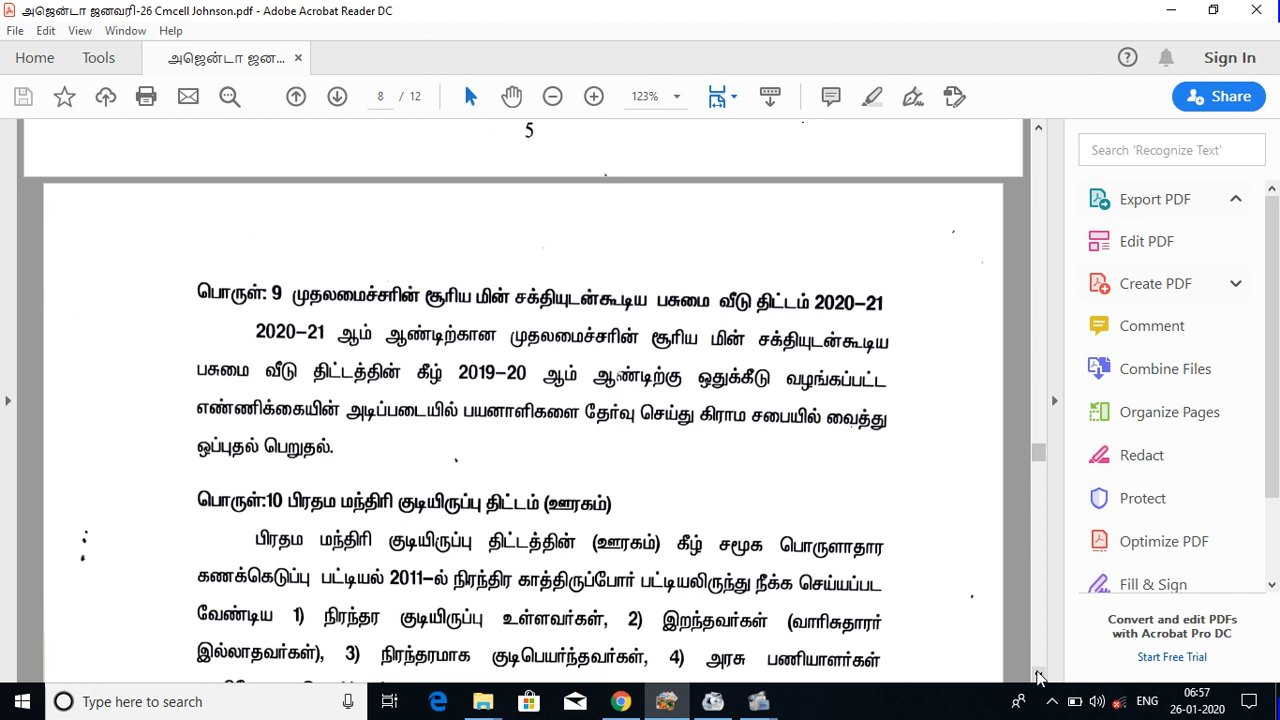 அஜென்டா ஜனவரி-26 Cmcell Johnson.pdf - Adobe Acrobat Reader DC
File Edit View Window Help
Home Tools அஜென்டா ஜன... × Sign In
8 / 12 123% Share
5
Search 'Recognize Text'
Export PDF
Edit PDF
Create PDF
Comment
Combine Files
Organize Pages
Redact
Protect
Optimize PDF
Fill & Sign
Convert and edit PDFs
with Acrobat Pro DC
Start Free Trial
பொருள்: 9 முதலமைச்சரின் சூரிய மின் சக்தியுடன்கூடிய பசுமை வீடு திட்டம் 2020–21
2020–21 ஆம் ஆண்டிற்கான முதலமைச்சரின் சூரிய மின் சக்தியுடன்கூடிய
பசுமை வீடு திட்டத்தின் கீழ் 2019–20 ஆம் ஆண்டிற்கு ஒதுக்கீடு வழங்கப்பட்ட
எண்ணிக்கையின் அடிப்படையில் பயனாளிகளை தேர்வு செய்து கிராம சபையில் வைத்து
ஒப்புதல் பெறுதல்.
பொருள்:10 பிரதம மந்திரி குடியிருப்பு திட்டம் (ஊரகம்)
பிரதம மந்திரி குடியிருப்பு திட்டத்தின் (ஊரகம்) கீழ் சமூக பொருளாதார
கணக்கெடுப்பு பட்டியல் 2011–ல் நிரந்திர காத்திருப்போர் பட்டியலிருந்து நீக்க செய்யப்பட
வேண்டிய 1) நிரந்தர குடியிருப்பு உள்ளவர்கள், 2) இறந்தவர்கள் (வாரிசுதாரர்
இல்லாதவர்கள்), 3) நிரந்தரமாக குடிபெயர்ந்தவர்கள், 4) அரசு பணியாளர்கள்
Type here to search
ENG 06:57
26-01-2020